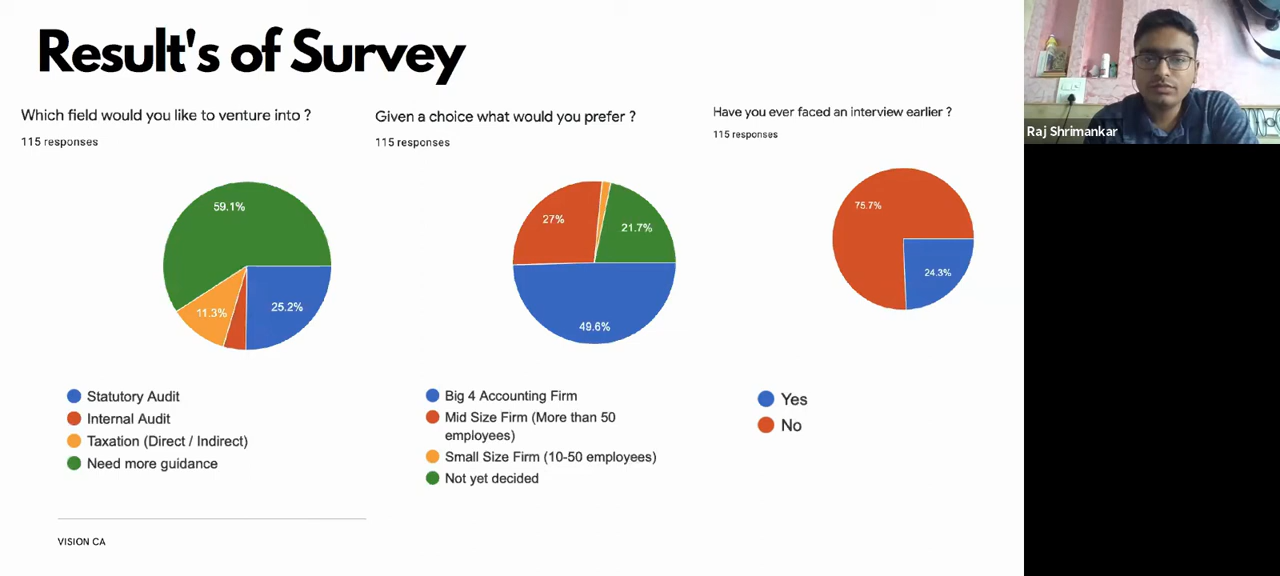 Result's of Survey
Which field would you like to venture into ?
115 responses
59.1%
11.3%
25.2%
Statutory Audit
Internal Audit
Taxation (Direct / Indirect)
Need more guidance
Given a choice what would you prefer ?
115 responses
27%
21.7%
49.6%
Big 4 Accounting Firm
Mid Size Firm (More than 50
employees)
Small Size Firm (10-50 employees)
Not yet decided
Have you ever faced an interview earlier ?
115 responses
75.7%
24.3%
Yes
No
VISION CA
Raj Shrimankar